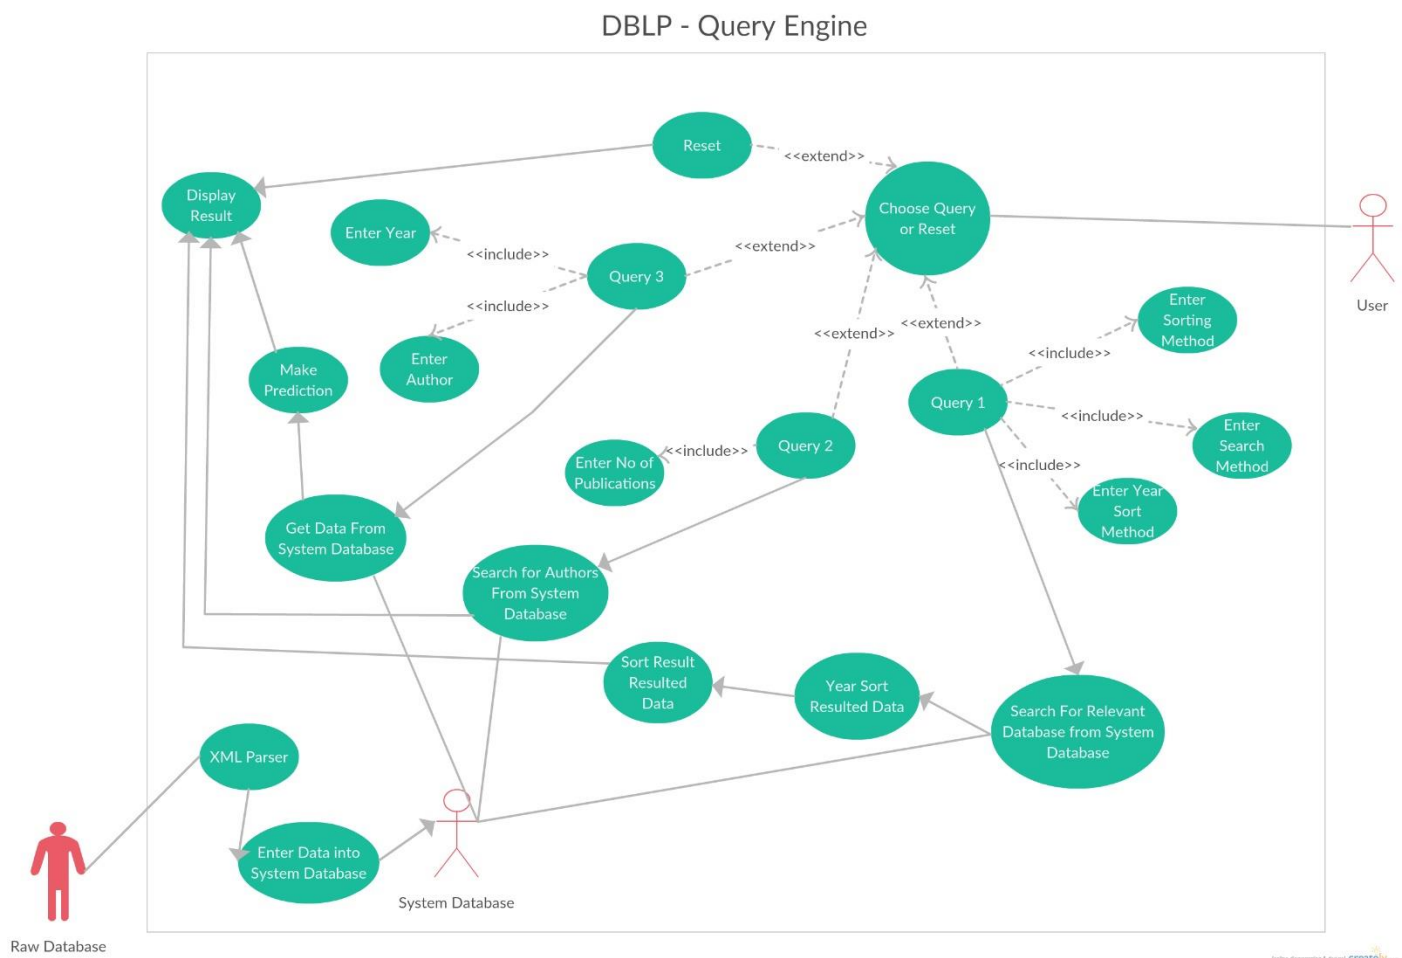 DBLP - Query Engine
Reset
<<extend>>
Display
Result
Choose Query
or Reset
Enter Year
<<include>>
<<extend>>
Query 3
User
<<include>>
Enter
Sorting
Method
<<extend>>
<<extend>>
Enter
Author
Make
Prediction
<<include>>
Query 1
<<include>>
Enter
Search
Method
Query 2
<<include>>
Enter No of
Publications
<<include>>
Enter Year
Sort
Method
Get Data From
System Database
Search for Authors
From System
Database
Sort Result
Resulted
Data
Year Sort
Resulted Data
Search For Relevant
Database from System
Database
XML Parser
Enter Data into
System Database
System Database
Raw Database